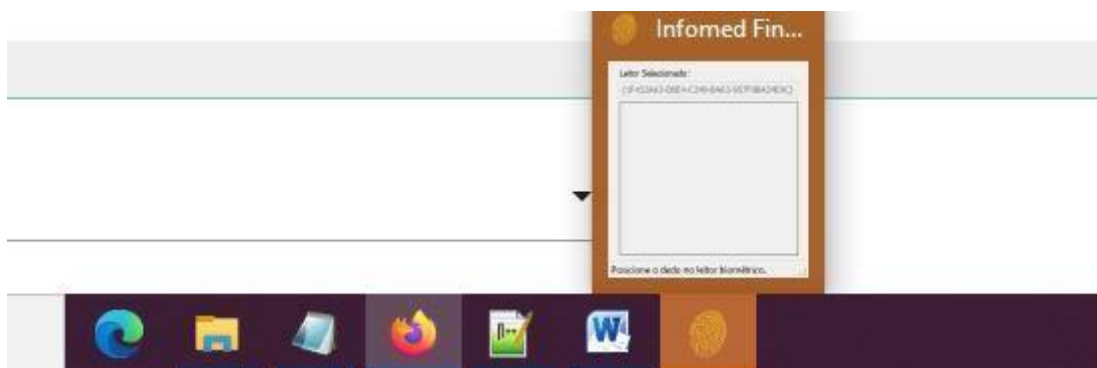 Infomed Fin...
Leitor Selecionado:
Posicione o dedo no leitor biométrico.
n++
W